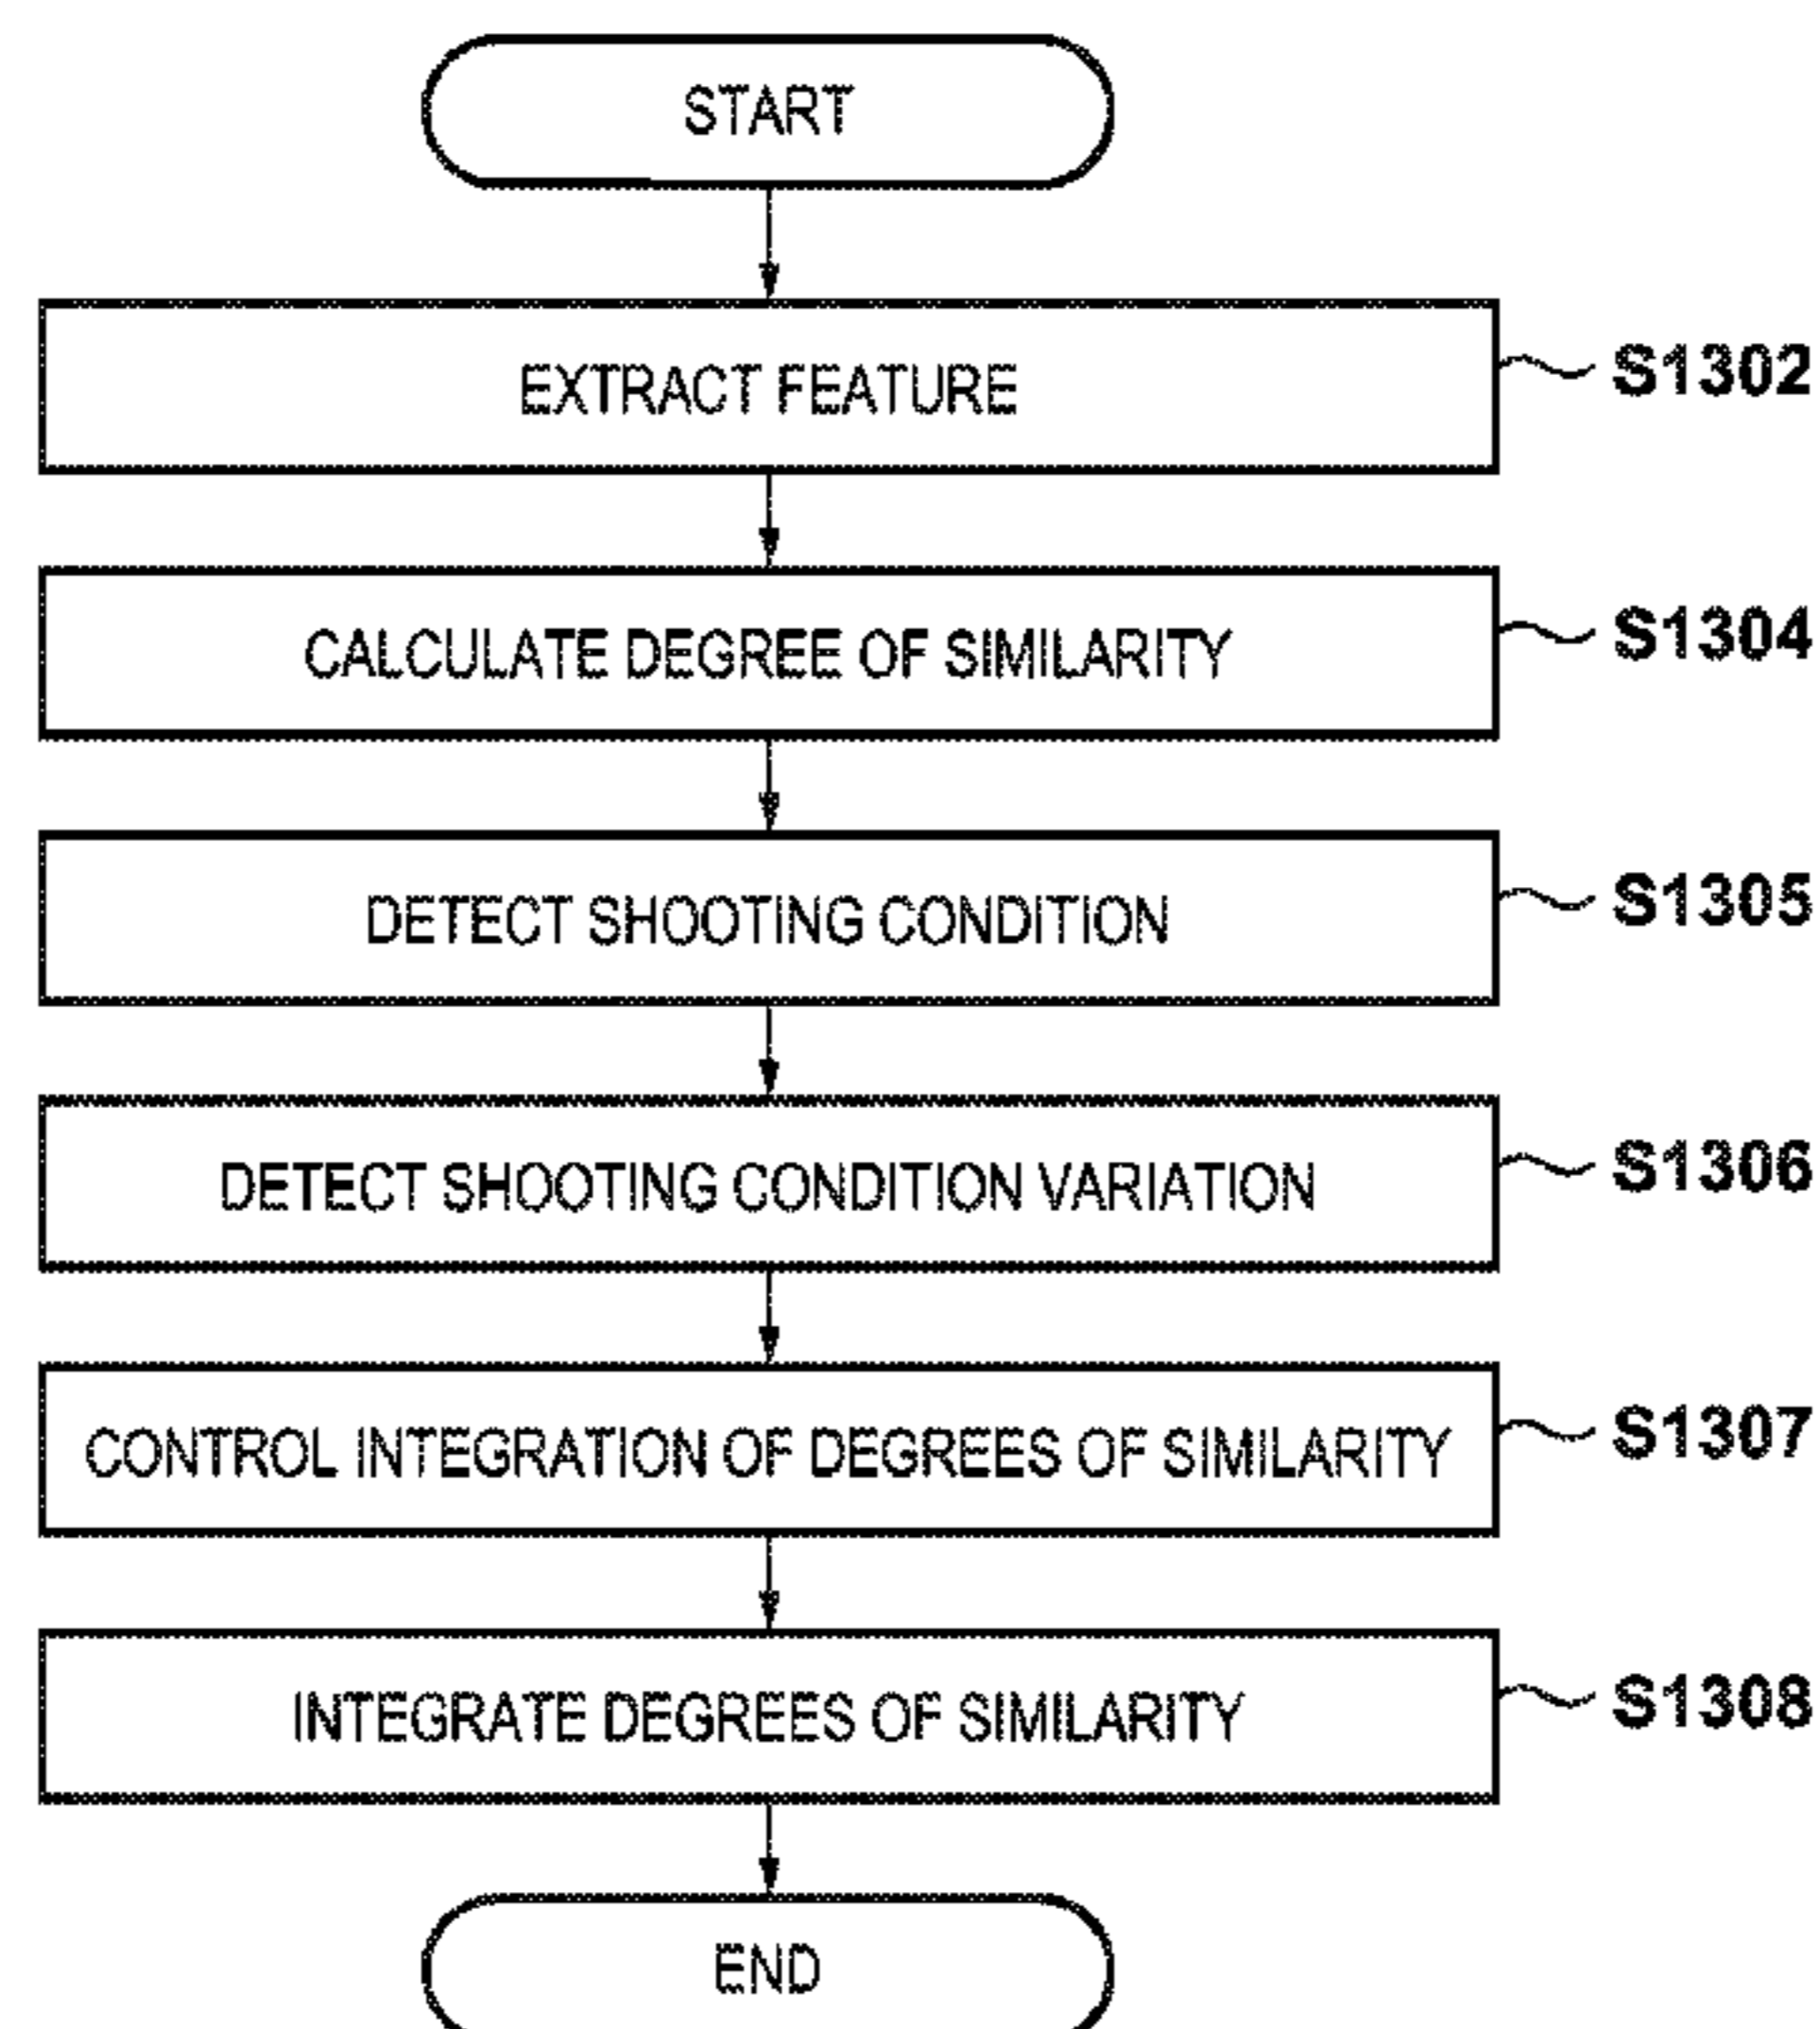 START
EXTRACT FEATURE
S1302
CALCULATE DEGREE OF SIMILARITY
S1304
DETECT SHOOTING CONDITION
S1305
DETECT SHOOTING CONDITION VARIATION
S1306
CONTROL INTEGRATION OF DEGREES OF SIMILARITY
S1307
INTEGRATE DEGREES OF SIMILARITY
S1308
END